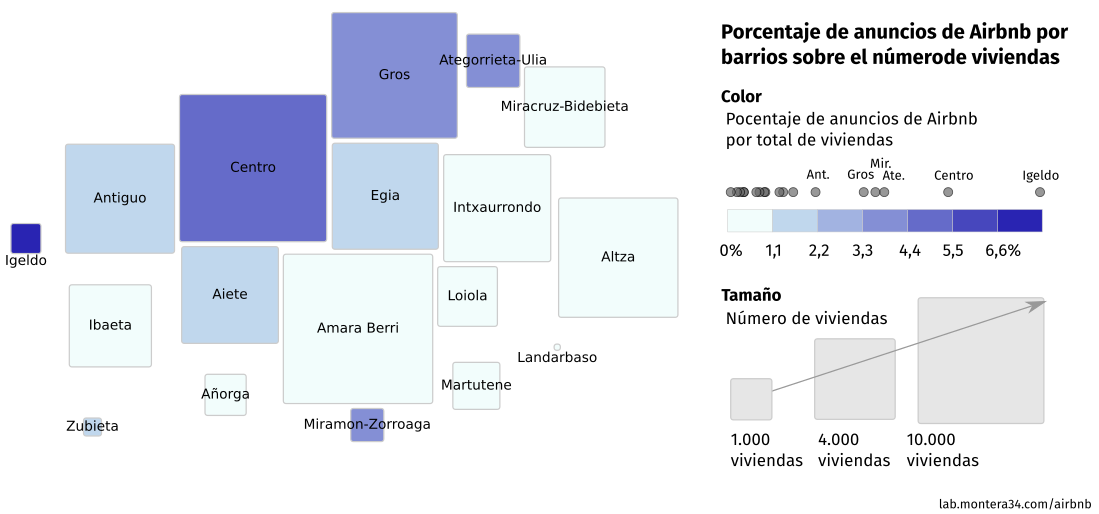 Gros
Ategorrieta-Ulia
Miracruz-Bidebieta
Centro
Antiguo
Egia
Intxaurrondo
Altza
Igeldo
Aiete
Loiola
Ibaeta
Amara Berri
Landarbaso
Añorga
Martutene
Zubieta
Miramon-Zorroaga
Porcentaje de anuncios de Airbnb por
barrios sobre el númerode viviendas
Color
Pocentaje de anuncios de Airbnb
por total de viviendas
Mir.
Ant. Gros Ate. Centro Igeldo
0% 1,1 2,2 3,3 4,4 5,5 6,6%
Tamaño
Número de viviendas
1.000 4.000 10.000
viviendas viviendas viviendas
lab.montera34.com/airbnb